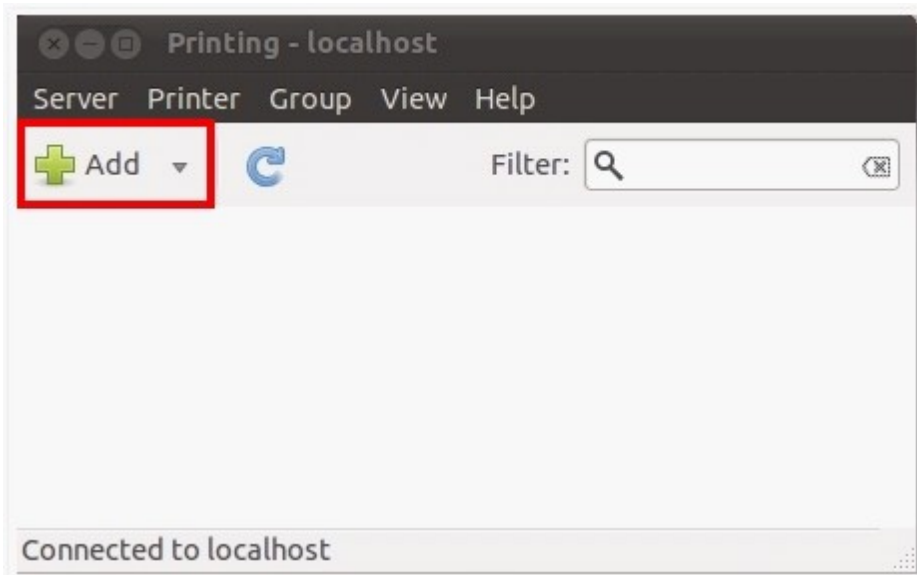 Printing - localhost
Server Printer Group View Help
Add Filter:
Connected to localhost